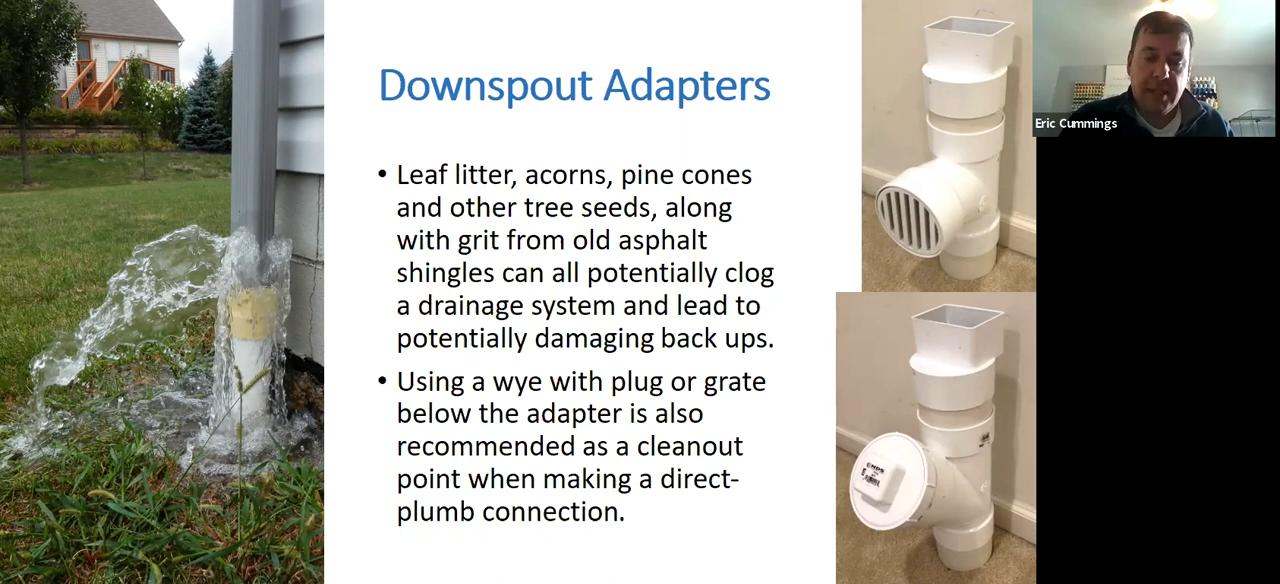 Downspout Adapters
• Leaf litter, acorns, pine cones
and other tree seeds, along
with grit from old asphalt
shingles can all potentially clog
a drainage system and lead to
potentially damaging back ups.
• Using a wye with plug or grate
below the adapter is also
recommended as a cleanout
point when making a direct-
plumb connection.
Eric Cummings
NDS